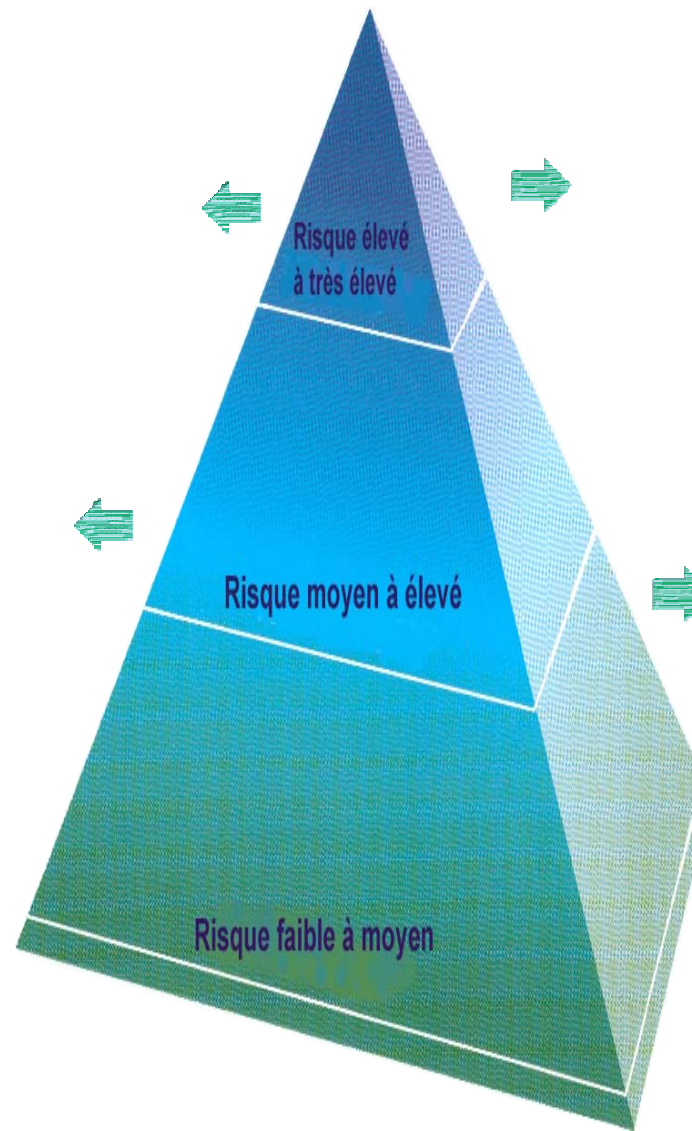 Risque élevé
à très élevé
Risque moyen à élevé
Risque faible à moyen